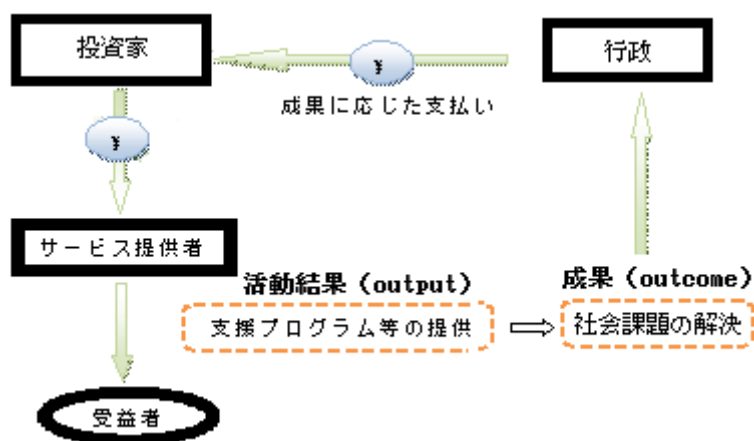 投資家
¥
行政
成果に応じた支払い
¥
サービス提供者
活動結果（output）
成果（outcome）
支援プログラム等の提供
社会課題の解決
受益者